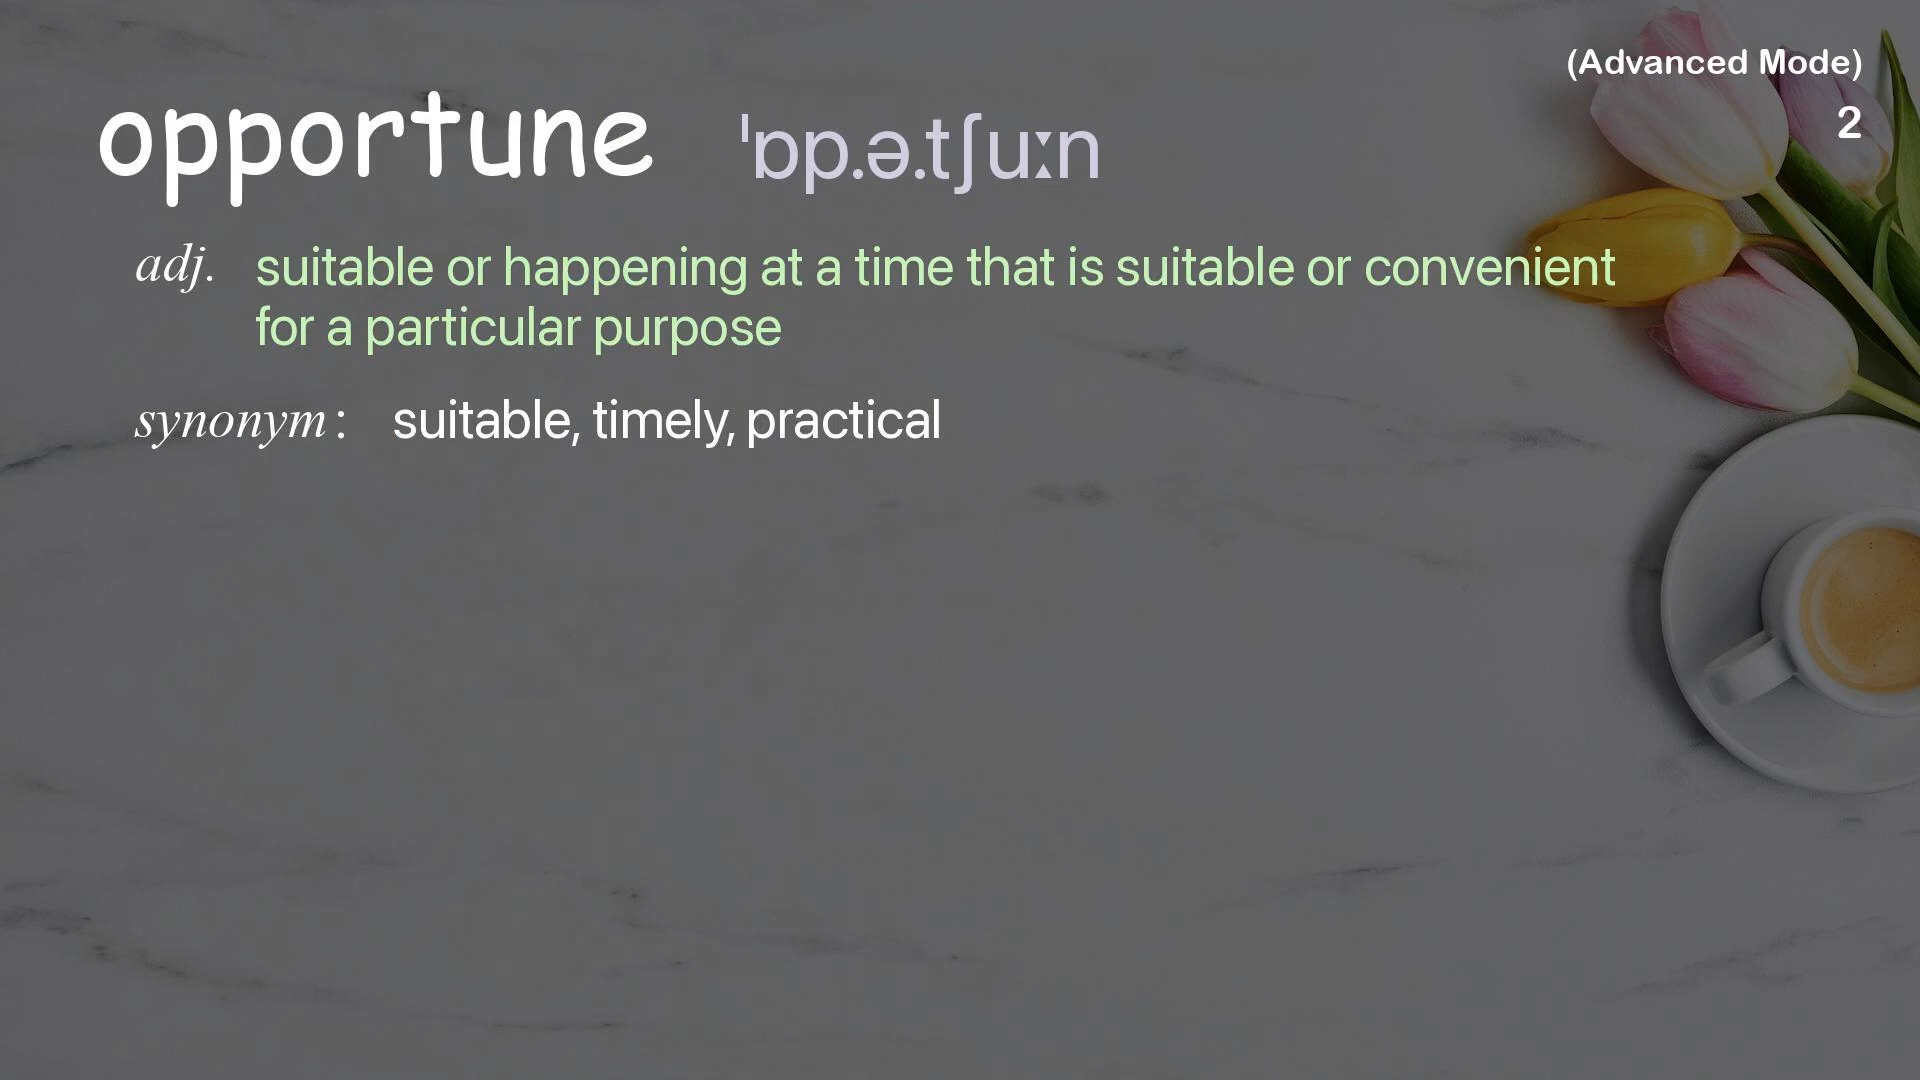 (Advanced Mode)
2
opportune ˈɒp.ə.tʃuːn
adj. suitable or happening at a time that is suitable or convenient
for a particular purpose
synonym: suitable, timely, practical